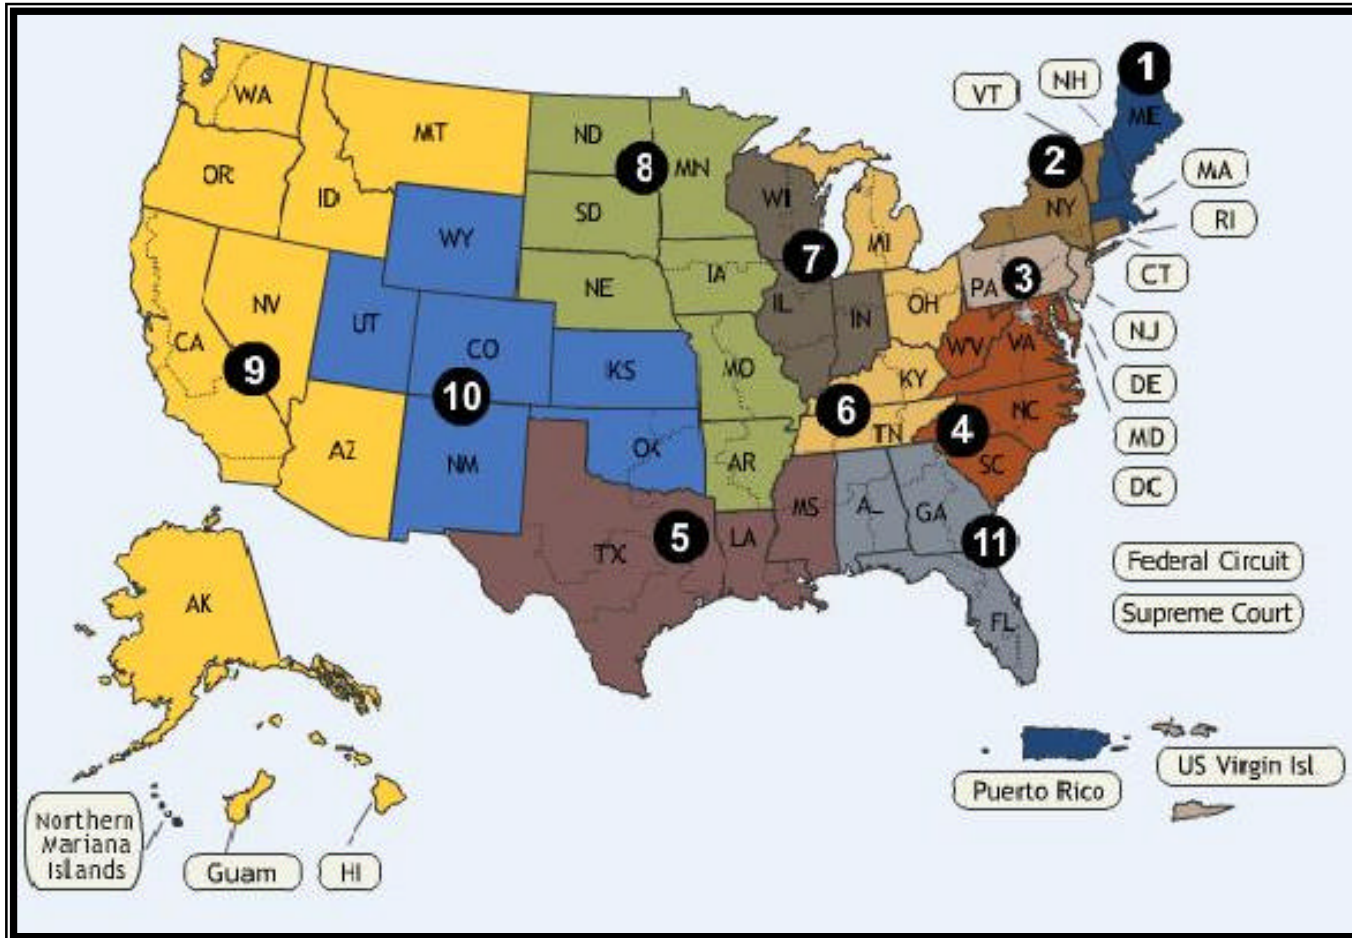 1
NH
VT
WA
ME
MT
ND
8
MN
2
MA
OR
ID
WI
SD
NY
RI
WY
MI
7
IA
CT
NE
PA
3
NV
UT
IL
IN
OH
NJ
CA
CO
WV
VA
9
KS
MO
KY
DE
10
6
NC
4
TN
MD
AZ
NM
OK
AR
SC
DC
MS
AL
GA
5
LA
11
TX
Federal Circuit
AK
Supreme Court
FL
US Virgin Isl
Puerto Rico
Northern
Mariana
Islands
Guam
HI